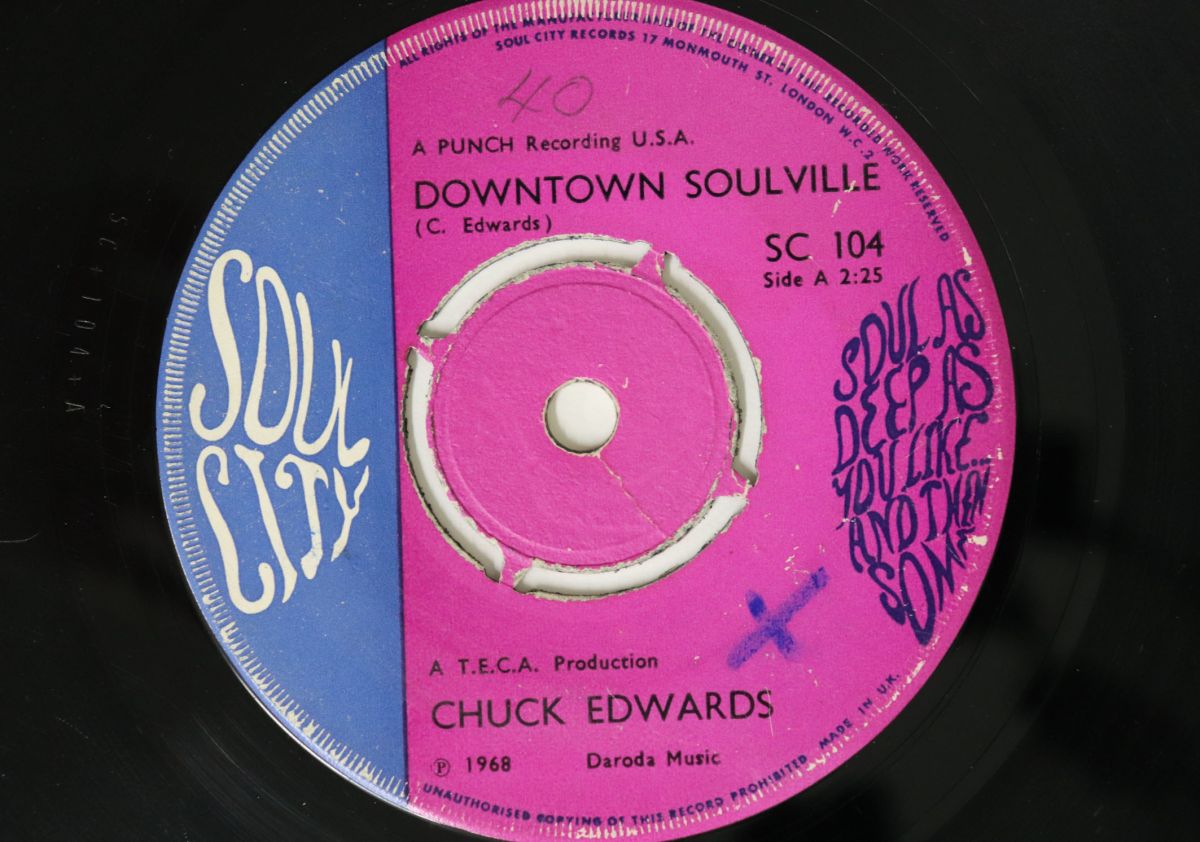 ALL RIGHTS OF THE MANUFACTURER AND OF THE OWNER OF THE RECORDED WORK RESERVED
SOUL CITY RECORDS 17 MONMOUTH ST. LONDON W.C.2
40
A PUNCH Recording U.S.A.
DOWNTOWN SOULVILLE
(C. Edwards)
SC 104
Side A 2:25
SOUL
CITY
SOUL AS
DEEP AS
YOU LIKE...
AND THEN
SOME
A T.E.C.A. Production
CHUCK EDWARDS
℗ 1968 Daroda Music
UNAUTHORISED COPYING OF THIS RECORD PROHIBITED MADE IN U.K.